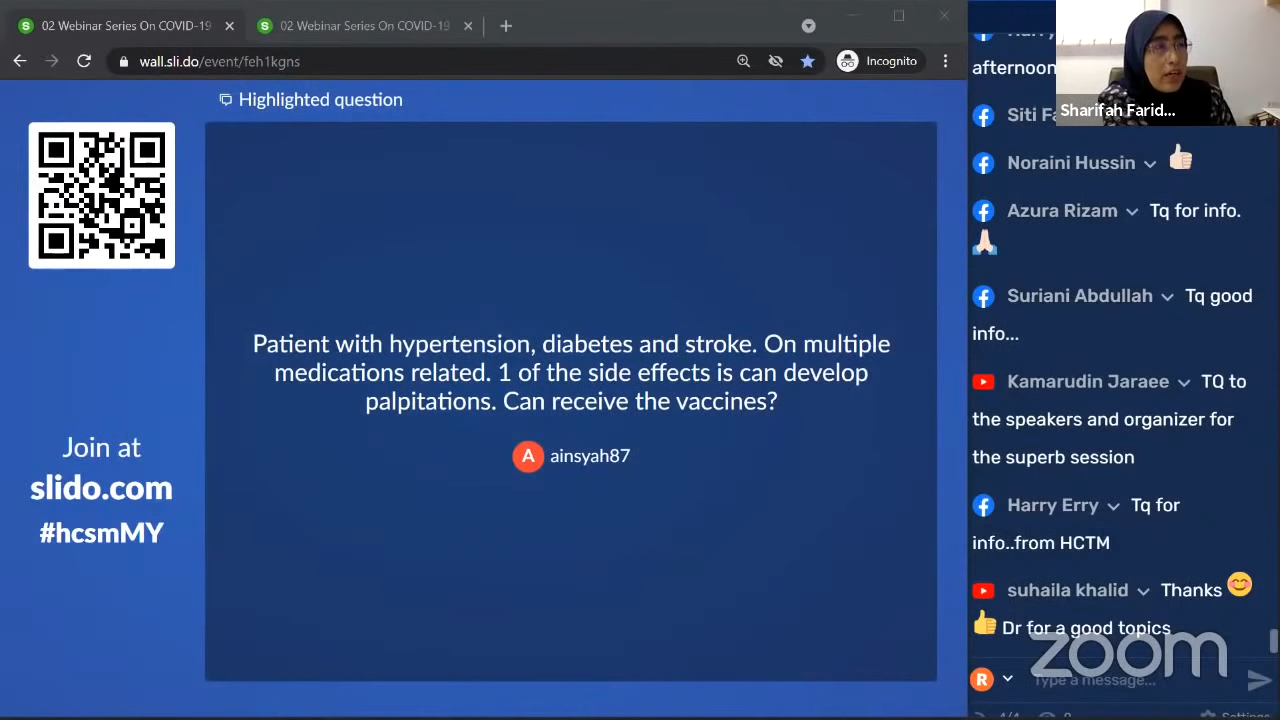 02 Webinar Series On COVID-19
02 Webinar Series On COVID-19
wall.sli.do/event/feh1kgns
Incognito
Highlighted question
Patient with hypertension, diabetes and stroke. On multiple
medications related. 1 of the side effects is can develop
palpitations. Can receive the vaccines?
A ainsyah87
Join at
slido.com
#hcsmMY
afternoon
Sharifah Farid...
Siti Fa
Noraini Hussin
Azura Rizam Tq for info.
Suriani Abdullah Tq good
info...
Kamarudin Jaraee TQ to
the speakers and organizer for
the superb session
Harry Erry Tq for
info..from HCTM
suhaila khalid Thanks
Dr for a good topics
zoom
R Type a message...